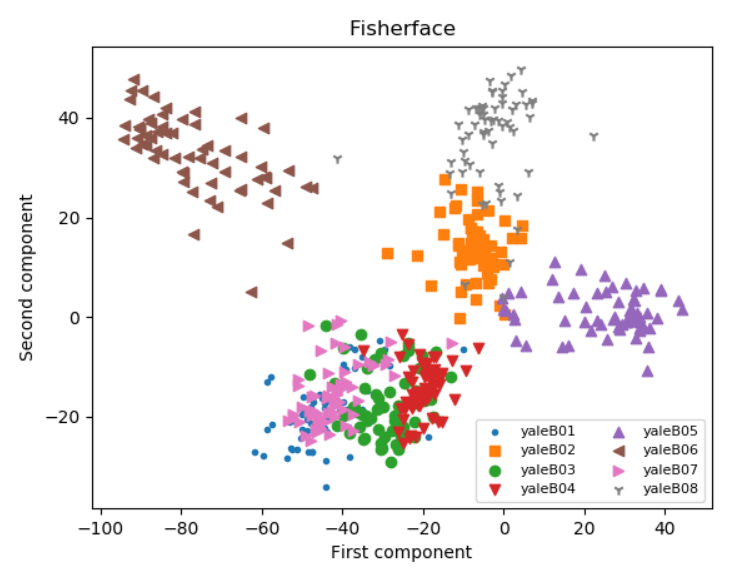 Fisherface
Second component
40
20
0
−20
−100 −80 −60 −40 −20 0 20 40
First component
yaleB01 yaleB05
yaleB02 yaleB06
yaleB03 yaleB07
yaleB04 yaleB08